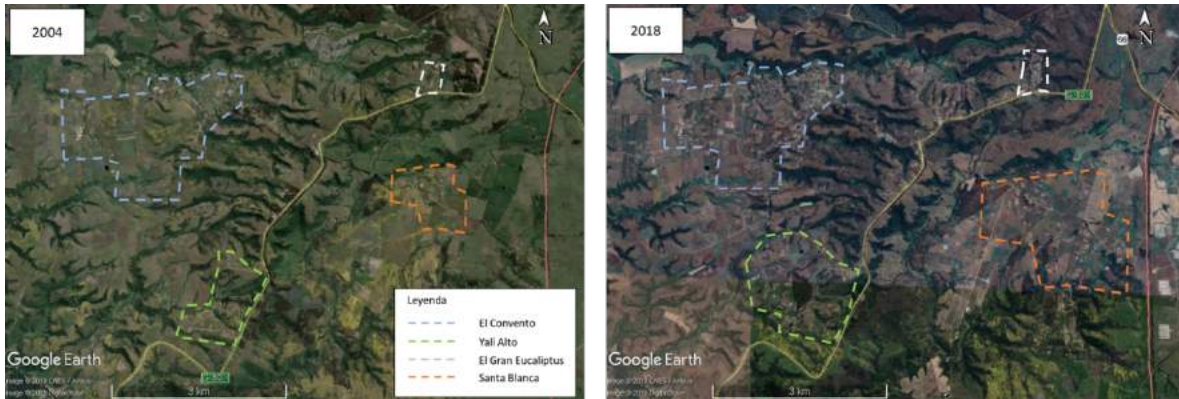 2004
N
Leyenda
El Convento
Yali Alto
El Gran Eucaliptus
Santa Blanca
Google Earth
3 km
2018
N
66
Google Earth
3 km